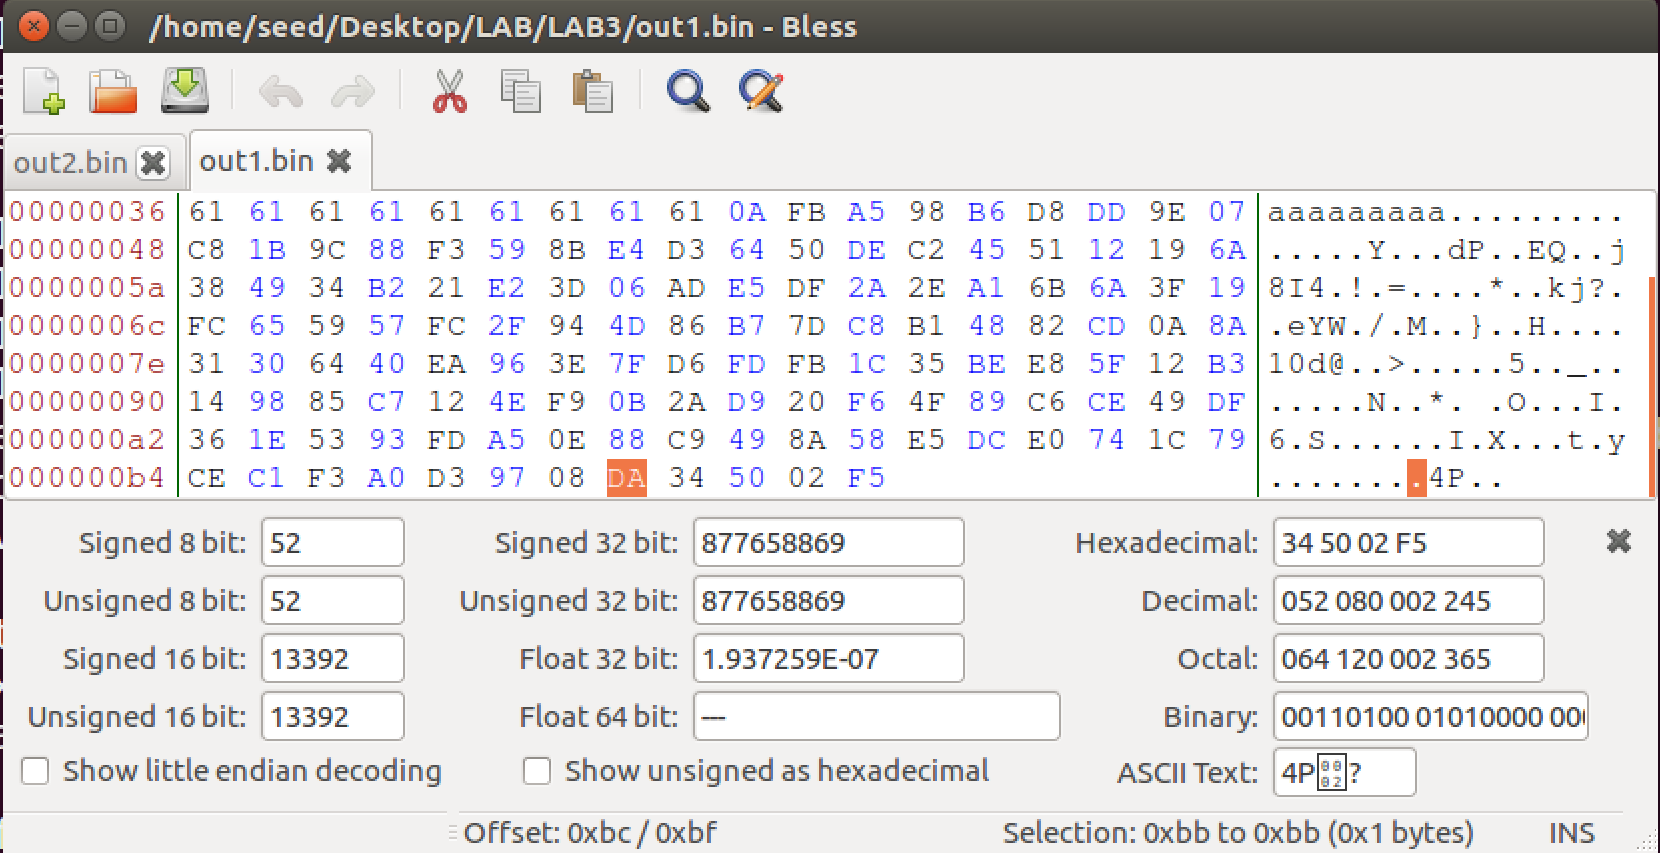 /home/seed/Desktop/LAB/LAB3/out1.bin - Bless
out2.bin out1.bin
00000036 61 61 61 61 61 61 61 61 61 0A FB A5 98 B6 D8 DD 9E 07 aaaaaaaaa.........
00000048 C8 1B 9C 88 F3 59 8B E4 D3 64 50 DE C2 45 51 12 19 6A .....Y...dP..EQ..j
0000005a 38 49 34 B2 21 E2 3D 06 AD E5 DF 2A 2E A1 6B 6A 3F 19 8I4.!.=....*..kj?.
0000006c FC 65 59 57 FC 2F 94 4D 86 B7 7D C8 B1 48 82 CD 0A 8A .eYW./.M..}..H....
0000007e 31 30 64 40 EA 96 3E 7F D6 FD FB 1C 35 BE E8 5F 12 B3 10d@..>.....5.._..
00000090 14 98 85 C7 12 4E F9 0B 2A D9 20 F6 4F 89 C6 CE 49 DF .....N..*. .O...I.
000000a2 36 1E 53 93 FD A5 0E 88 C9 49 8A 58 E5 DC E0 74 1C 79 6.S......I.X...t.y
000000b4 CE C1 F3 A0 D3 97 08 DA 34 50 02 F5 ........4P..
Signed 8 bit: 52 Signed 32 bit: 877658869 Hexadecimal: 34 50 02 F5
Unsigned 8 bit: 52 Unsigned 32 bit: 877658869 Decimal: 052 080 002 245
Signed 16 bit: 13392 Float 32 bit: 1.937259E-07 Octal: 064 120 002 365
Unsigned 16 bit: 13392 Float 64 bit: --- Binary: 00110100 01010000 00
Show little endian decoding Show unsigned as hexadecimal ASCII Text: 4P0002?
Offset: 0xbc / 0xbf Selection: 0xbb to 0xbb (0x1 bytes) INS